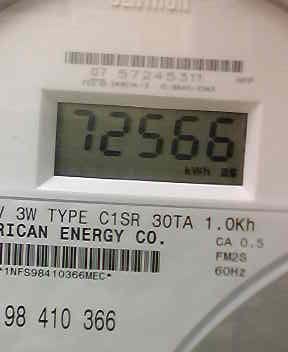 07 57245311
72566
kWh
V 3W TYPE C1SR 30TA 1.0Kh
RICAN ENERGY CO. CA 0.5
FM2S
*1NFS98410366MEC* 60Hz
98 410 366